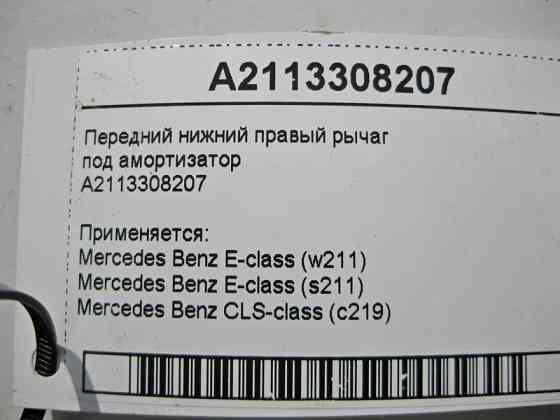 A2113308207
Передний нижний правый рычаг
под амортизатор
A2113308207
Применяется:
Mercedes Benz E-class (w211)
Mercedes Benz E-class (s211)
Mercedes Benz CLS-class (c219)